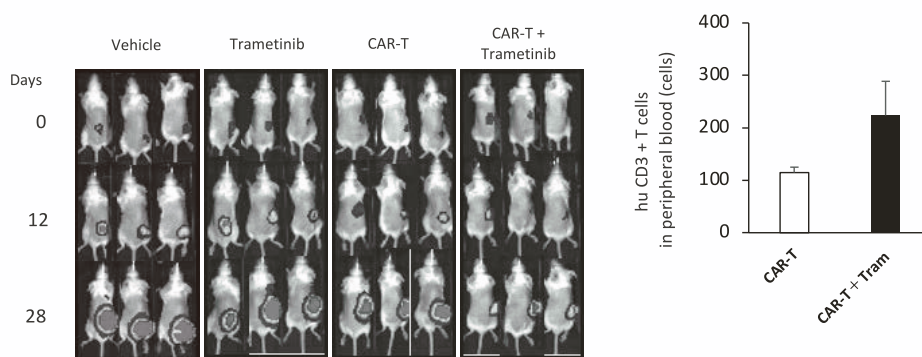 Vehicle
Trametinib
CAR-T
CAR-T +
Trametinib
Days
0
12
28
hu CD3 + T cells
in peripheral blood (cells)
400
300
200
100
0
CAR-T
CAR-T + Tram